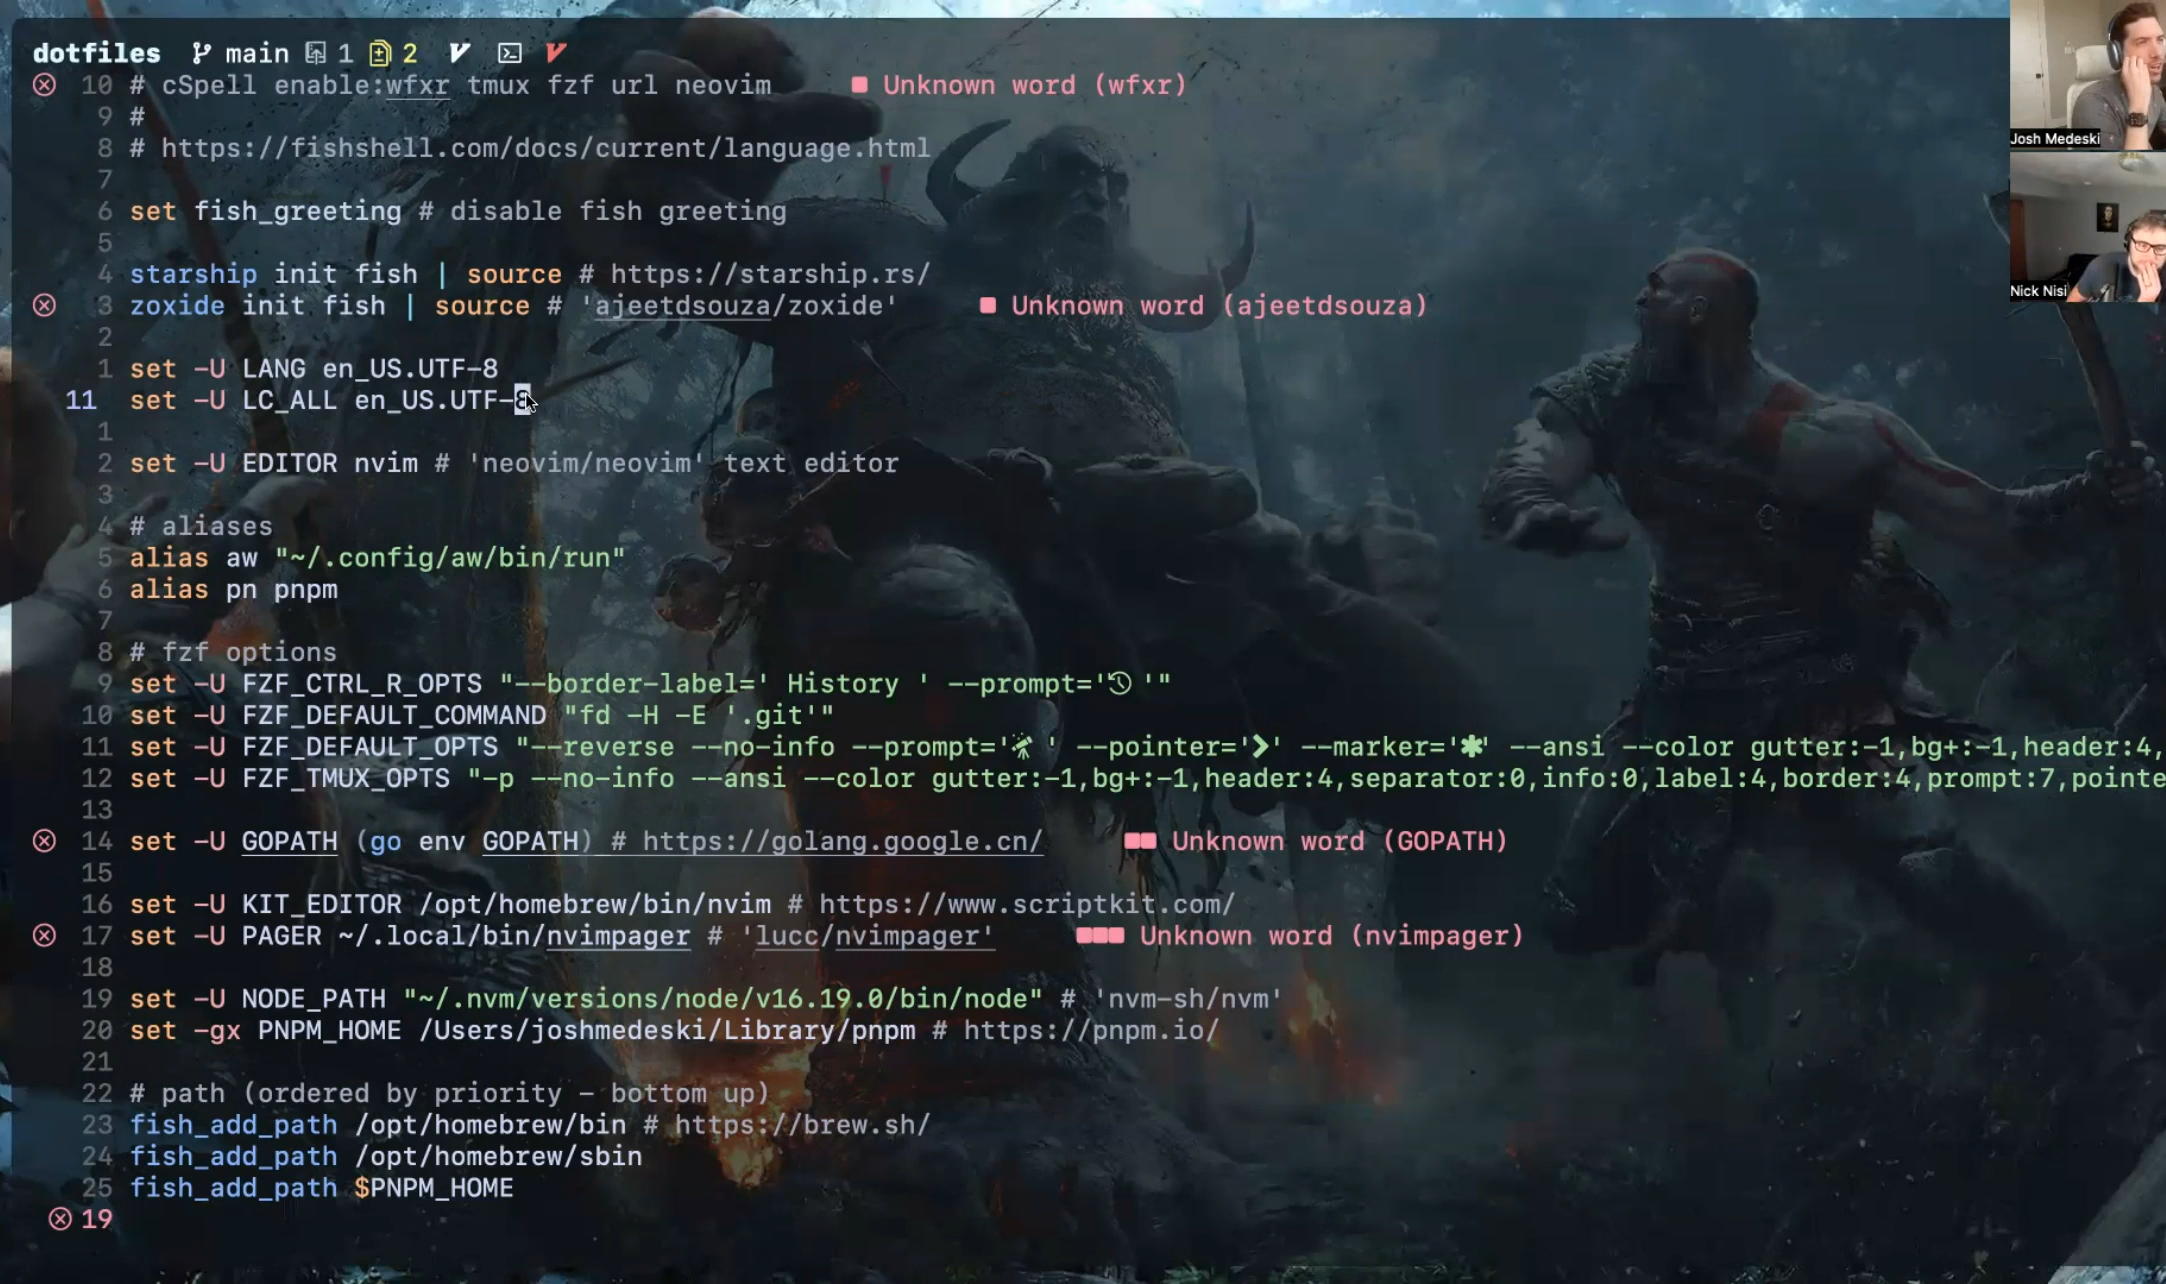 dotfiles main 1 2
10 # cSpell enable:wfxr tmux fzf url neovim ■ Unknown word (wfxr)
9 #
8 # https://fishshell.com/docs/current/language.html
7
6 set fish_greeting # disable fish greeting
5
4 starship init fish | source # https://starship.rs/
3 zoxide init fish | source # 'ajeetdsouza/zoxide' ■ Unknown word (ajeetdsouza)
2
1 set -U LANG en_US.UTF-8
11 set -U LC_ALL en_US.UTF-8
1
2 set -U EDITOR nvim # 'neovim/neovim' text editor
3
4 # aliases
5 alias aw "~/.config/aw/bin/run"
6 alias pn pnpm
7
8 # fzf options
9 set -U FZF_CTRL_R_OPTS "--border-label=' History ' --prompt=' '"
10 set -U FZF_DEFAULT_COMMAND "fd -H -E '.git'"
11 set -U FZF_DEFAULT_OPTS "--reverse --no-info --prompt=' ' --pointer='❯' --marker='✱' --ansi --color gutter:-1,bg+:-1,header:4,
12 set -U FZF_TMUX_OPTS "-p --no-info --ansi --color gutter:-1,bg+:-1,header:4,separator:0,info:0,label:4,border:4,prompt:7,pointe
13
14 set -U GOPATH (go env GOPATH) # https://golang.google.cn/ ■■ Unknown word (GOPATH)
15
16 set -U KIT_EDITOR /opt/homebrew/bin/nvim # https://www.scriptkit.com/
17 set -U PAGER ~/.local/bin/nvimpager # 'lucc/nvimpager' ■■■ Unknown word (nvimpager)
18
19 set -U NODE_PATH "~/.nvm/versions/node/v16.19.0/bin/node" # 'nvm-sh/nvm'
20 set -gx PNPM_HOME /Users/joshmedeski/Library/pnpm # https://pnpm.io/
21
22 # path (ordered by priority - bottom up)
23 fish_add_path /opt/homebrew/bin # https://brew.sh/
24 fish_add_path /opt/homebrew/sbin
25 fish_add_path $PNPM_HOME
19
Josh Medeski
Nick Nisi